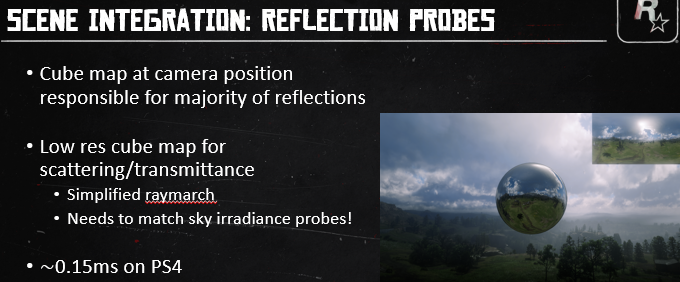 SCENE INTEGRATION: REFLECTION PROBES
R
• Cube map at camera position
responsible for majority of reflections
• Low res cube map for
scattering/transmittance
• Simplified raymarch
• Needs to match sky irradiance probes!
• ~0.15ms on PS4